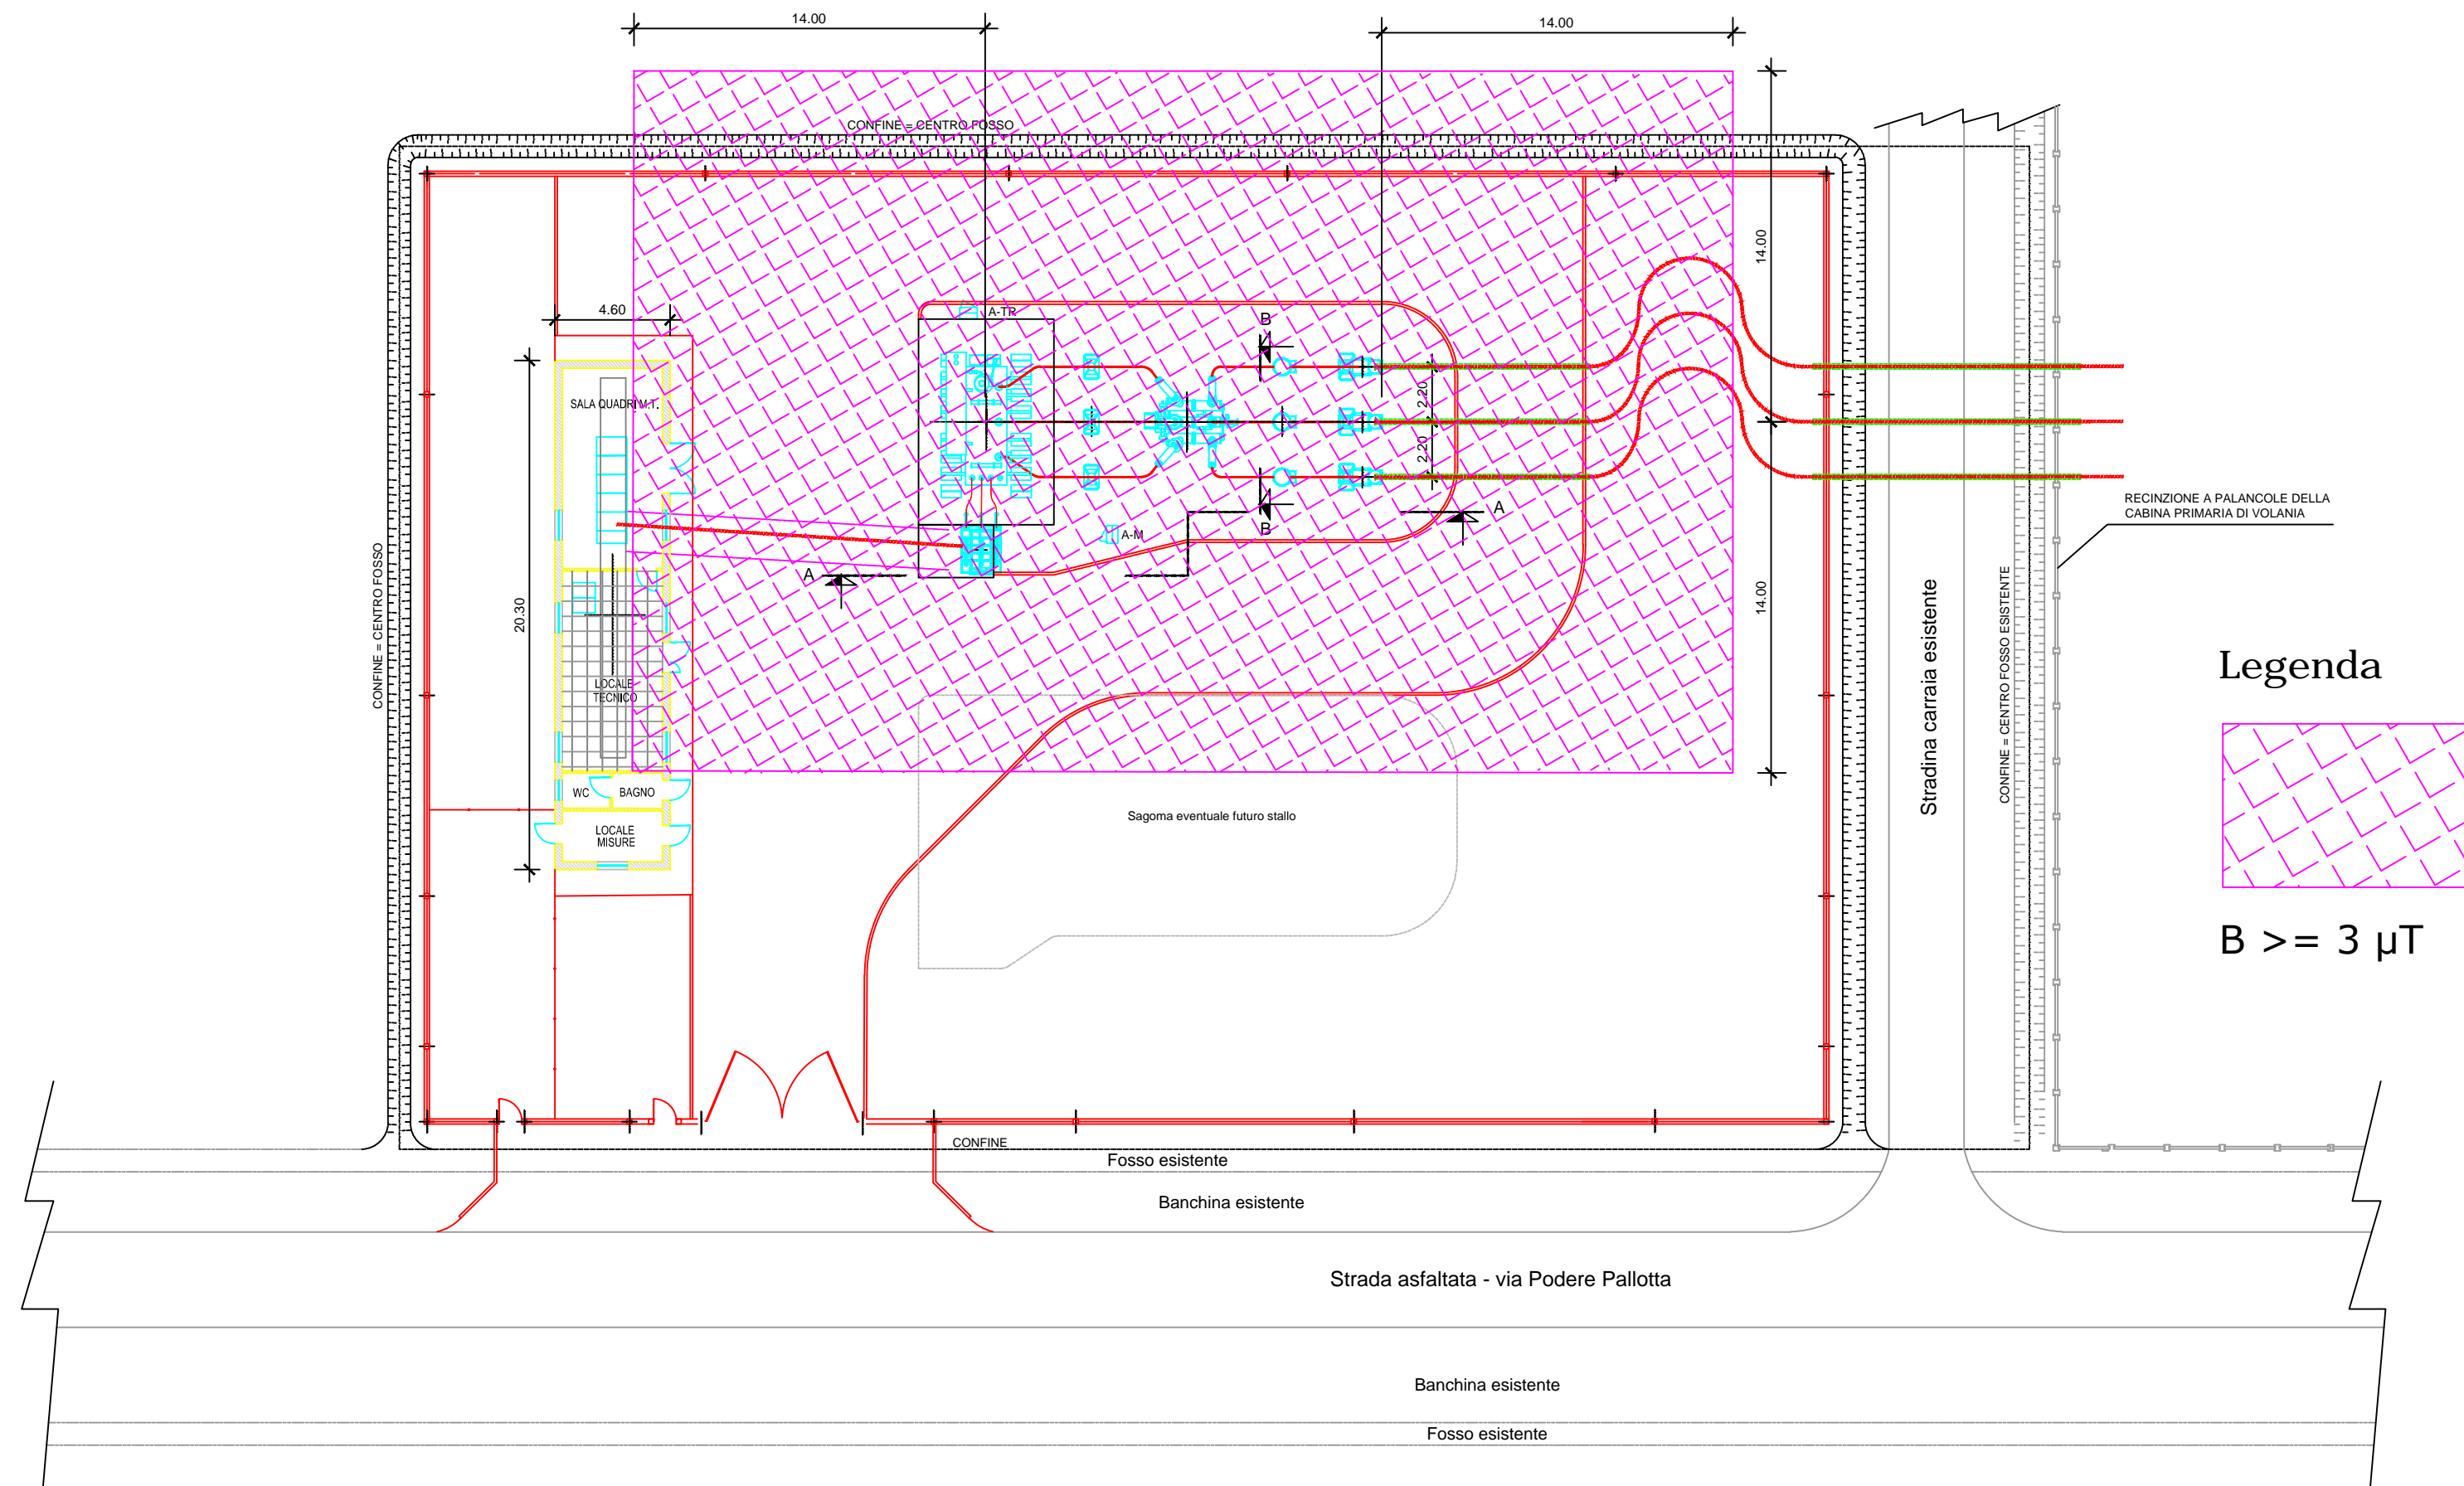 14.00
14.00
CONFINE = CENTRO FOSSO
14.00
4.60
A-TR
B
SALA QUADRI M.T.
2.20
2.20
RECINZIONE A PALANCOLE DELLA
CABINA PRIMARIA DI VOLANIA
A
B
A-M
A
CONFINE = CENTRO FOSSO
20.30
14.00
Stradina carraia esistente
CONFINE = CENTRO FOSSO ESISTENTE
Legenda
LOCALE
TECNICO
WC
BAGNO
Sagoma eventuale futuro stallo
LOCALE
MISURE
B >= 3 µT
CONFINE
Fosso esistente
Banchina esistente
Strada asfaltata - via Podere Pallotta
Banchina esistente
Fosso esistente